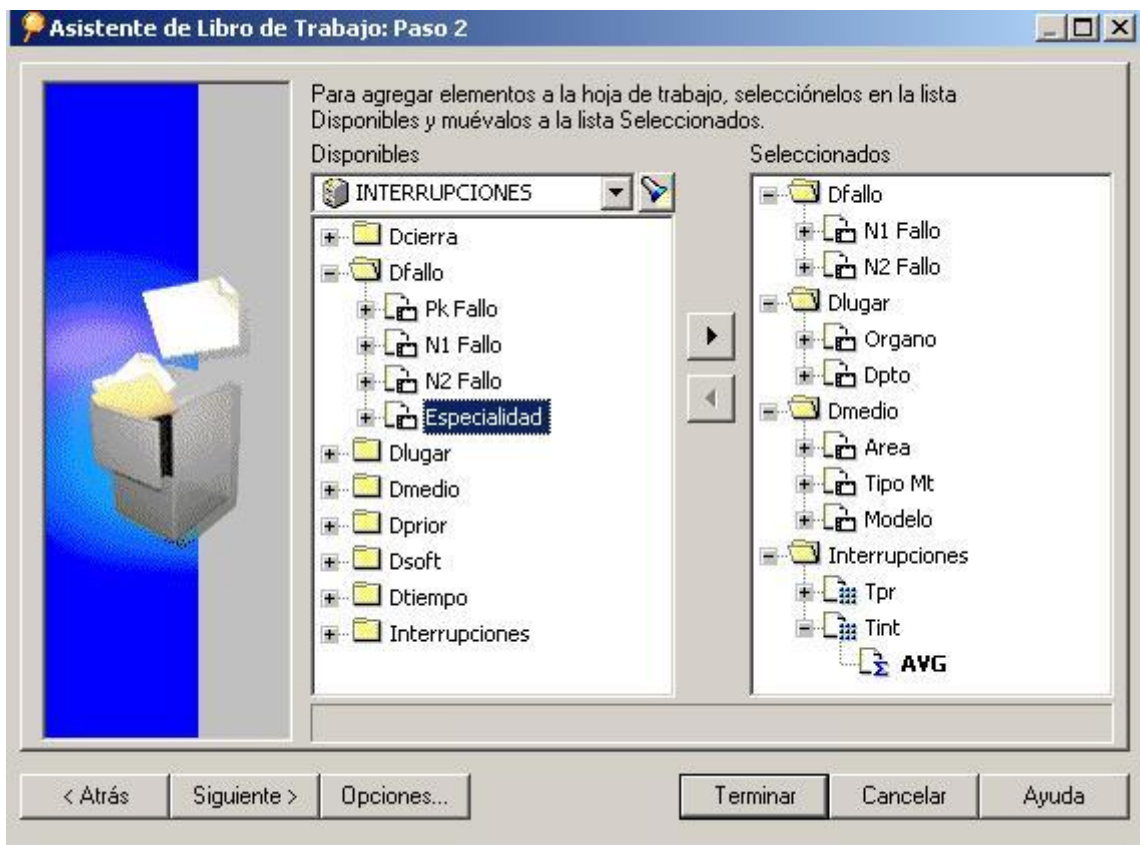 Asistente de Libro de Trabajo: Paso 2
Para agregar elementos a la hoja de trabajo, selecciónelos en la lista
Disponibles y muévalos a la lista Seleccionados.
Disponibles
INTERRUPCIONES
Dcierra
Dfallo
Pk Fallo
N1 Fallo
N2 Fallo
Especialidad
Dlugar
Dmedio
Dprior
Dsoft
Dtiempo
Interrupciones
Seleccionados
Dfallo
N1 Fallo
N2 Fallo
Dlugar
Organo
Dpto
Dmedio
Area
Tipo Mt
Modelo
Interrupciones
Tpr
Tint
AVG
< Atrás
Siguiente >
Opciones...
Terminar
Cancelar
Ayuda